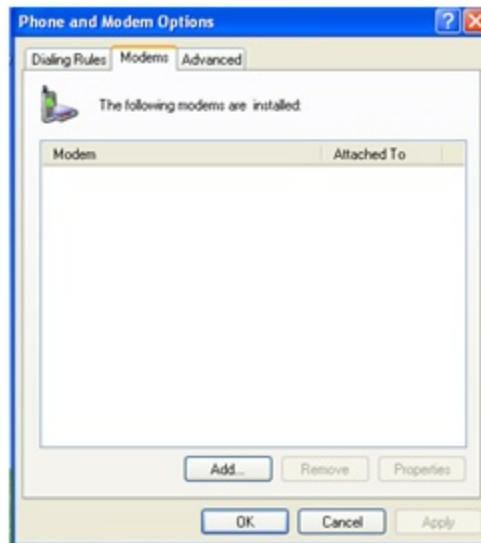 Phone and Modem Options
Dialing Rules Modems Advanced
The following modems are installed:
Modem Attached To
Add... Remove Properties
OK Cancel Apply